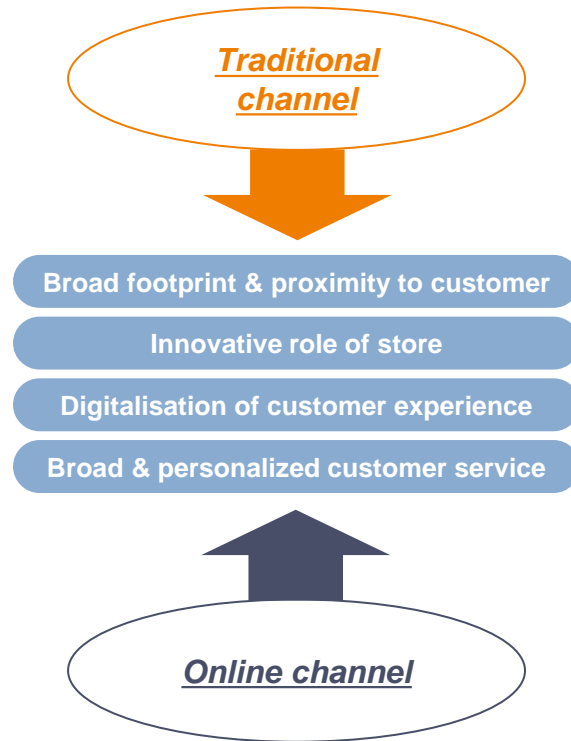 Traditional
channel
Broad footprint & proximity to customer
Innovative role of store
Digitalisation of customer experience
Broad & personalized customer service
Online channel